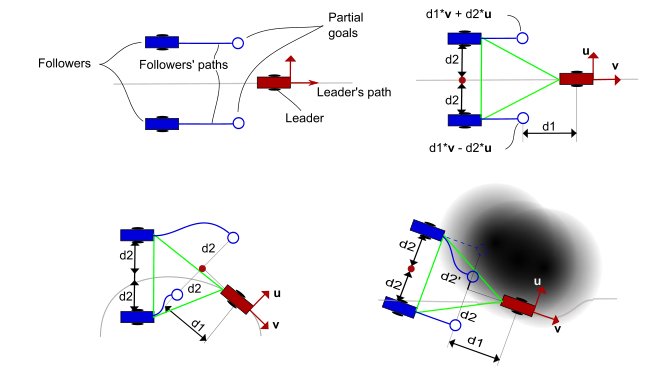 Partial
goals
Followers
Followers' paths
Leader's path
Leader
d1*v + d2*u
u
v
d2
d2
d1
d1*v - d2*u
d2
d2
d2
d2
d1
u
v
d2
d2
d2'
d2
d1
u
v